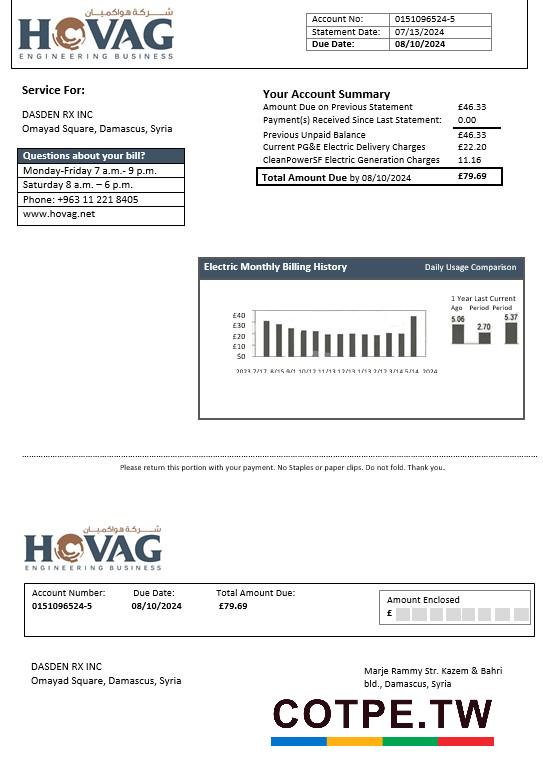 شركة هواكميان
HOVAG
ENGINEERING BUSINESS
Account No: 0151096524-5
Statement Date: 07/13/2024
Due Date: 08/10/2024
Service For:
DASDEN RX INC
Omayad Square, Damascus, Syria
Questions about your bill?
Monday-Friday 7 a.m.- 9 p.m.
Saturday 8 a.m. – 6 p.m.
Phone: +963 11 221 8405
www.hovag.net
Your Account Summary
Amount Due on Previous Statement £46.33
Payment(s) Received Since Last Statement: 0.00
Previous Unpaid Balance £46.33
Current PG&E Electric Delivery Charges £22.20
CleanPowerSF Electric Generation Charges 11.16
Total Amount Due by 08/10/2024 £79.69
Electric Monthly Billing History Daily Usage Comparison
1 Year Last Current
Ago Period Period
5.06 2.70 5.37
£40
£30
£20
£10
$0
2023 7/17 8/15 9/1 10/12 11/13 12/13 1/13 2/12 3/14 5/14 2024
Please return this portion with your payment. No Staples or paper clips. Do not fold. Thank you.
شركة هواكميان
HOVAG
ENGINEERING BUSINESS
Account Number: Due Date: Total Amount Due:
0151096524-5 08/10/2024 £79.69
Amount Enclosed
£
DASDEN RX INC
Omayad Square, Damascus, Syria
Marje Rammy Str. Kazem & Bahri
bld., Damascus, Syria
COTPE.TW